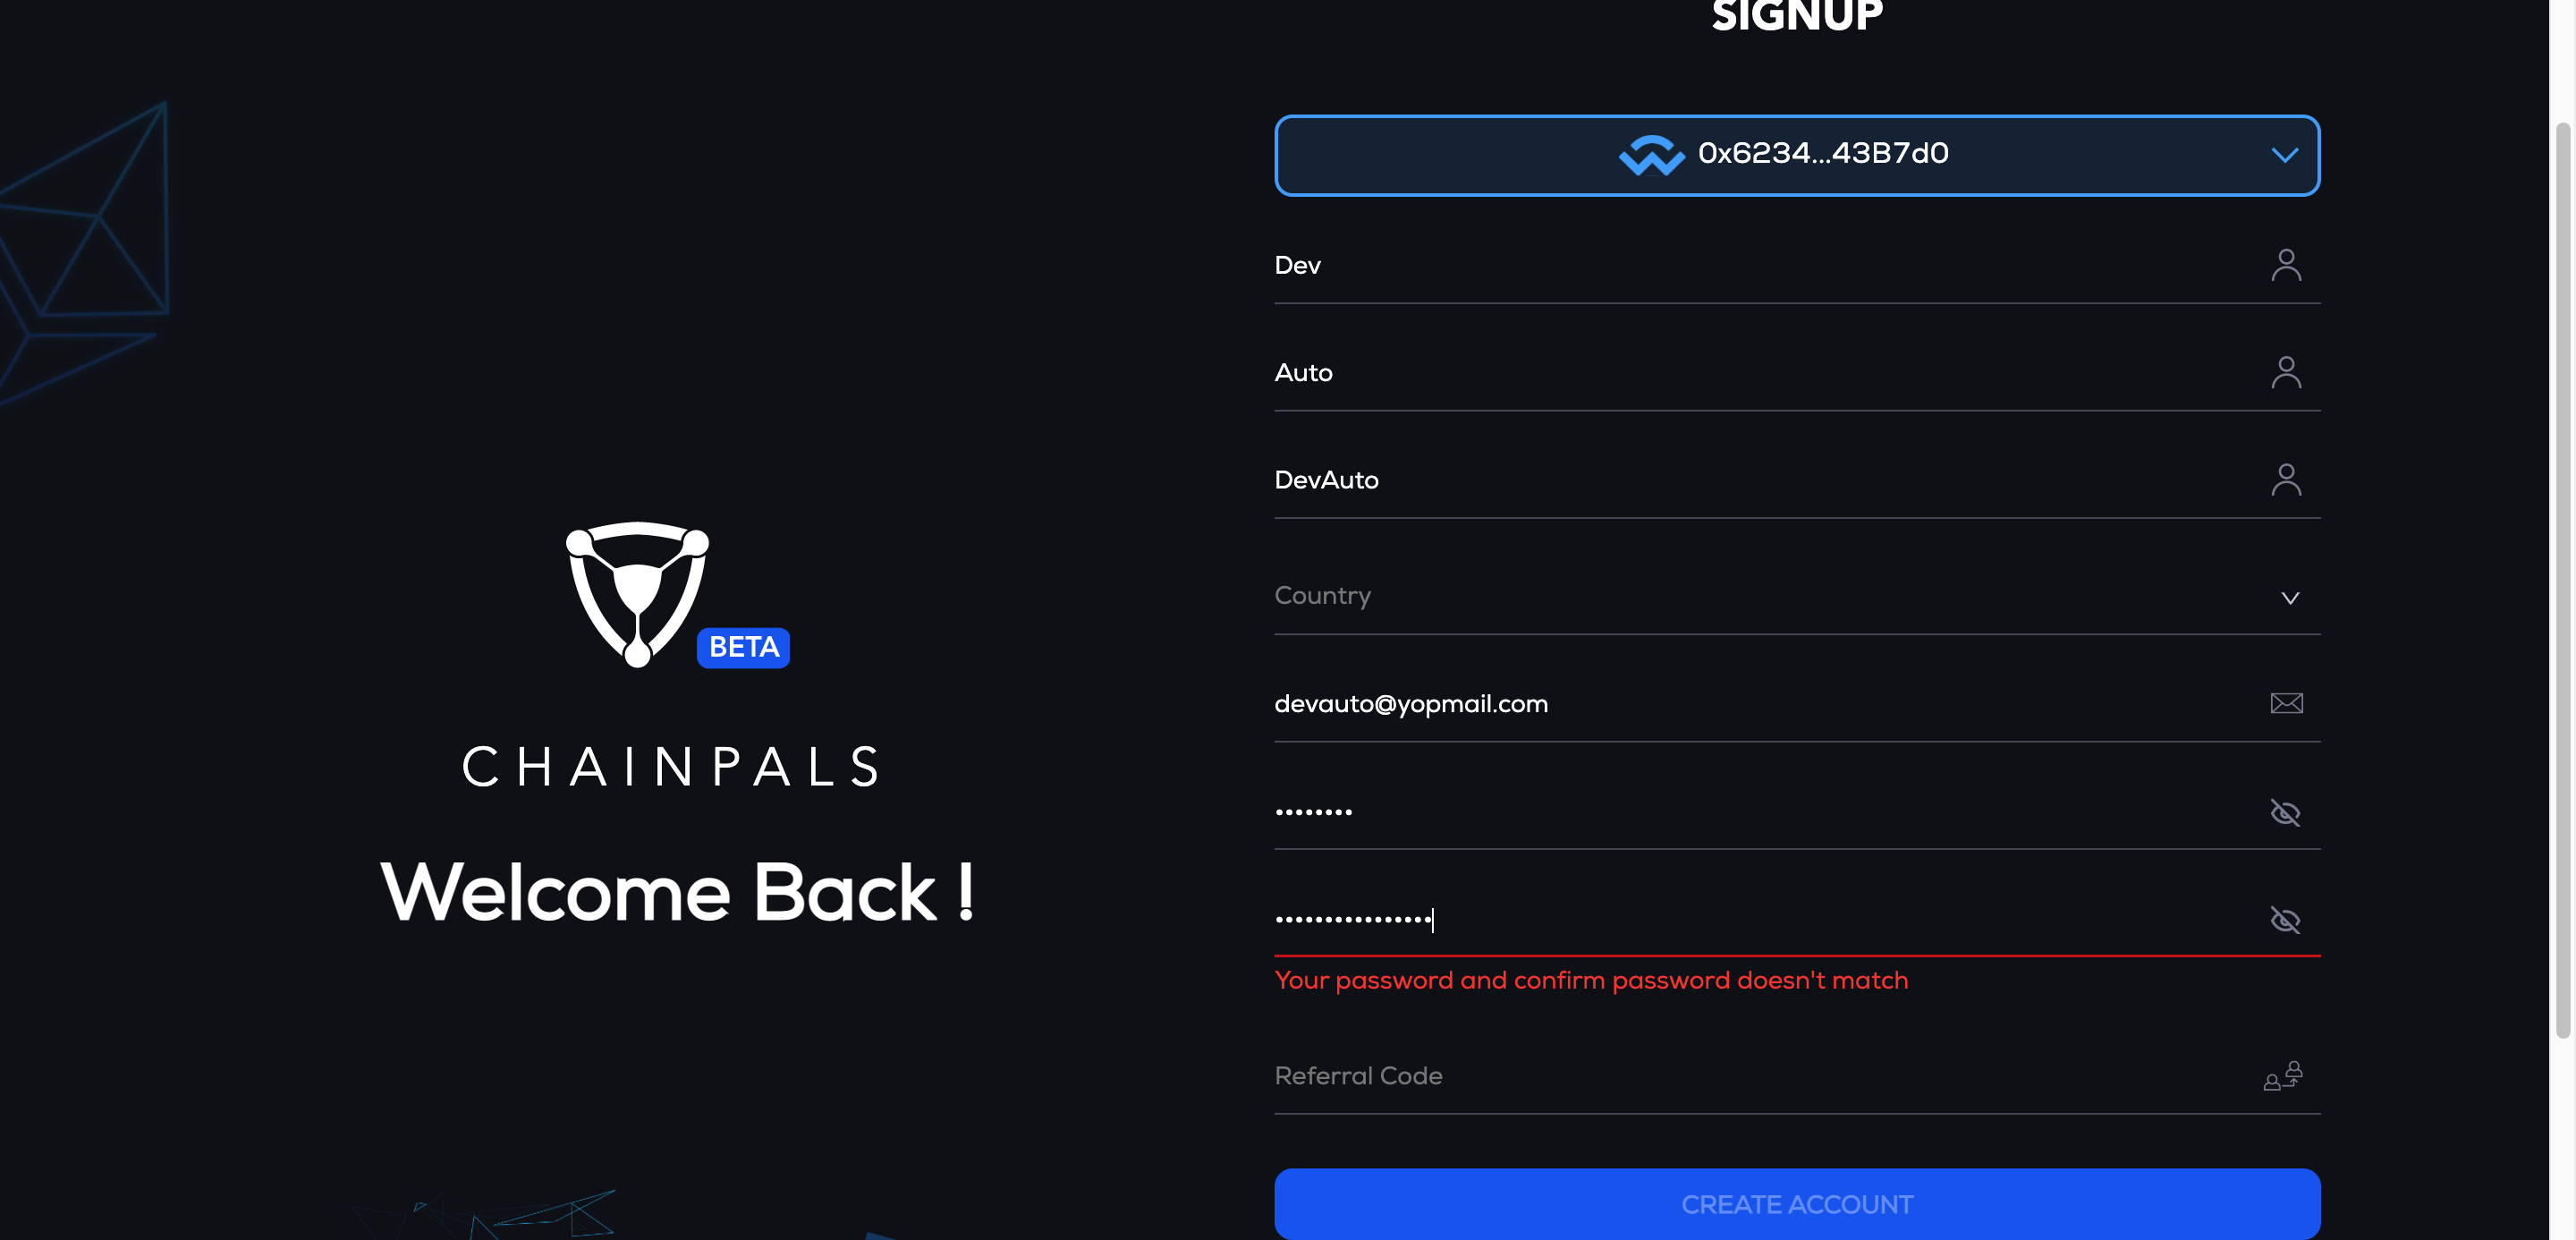 SIGNUP
0x6234...43B7d0
Dev
Auto
DevAuto
Country
devauto@yopmail.com
••••••••
••••••••••••••••
Your password and confirm password doesn't match
Referral Code
CREATE ACCOUNT
BETA
CHAINPALS
Welcome Back !